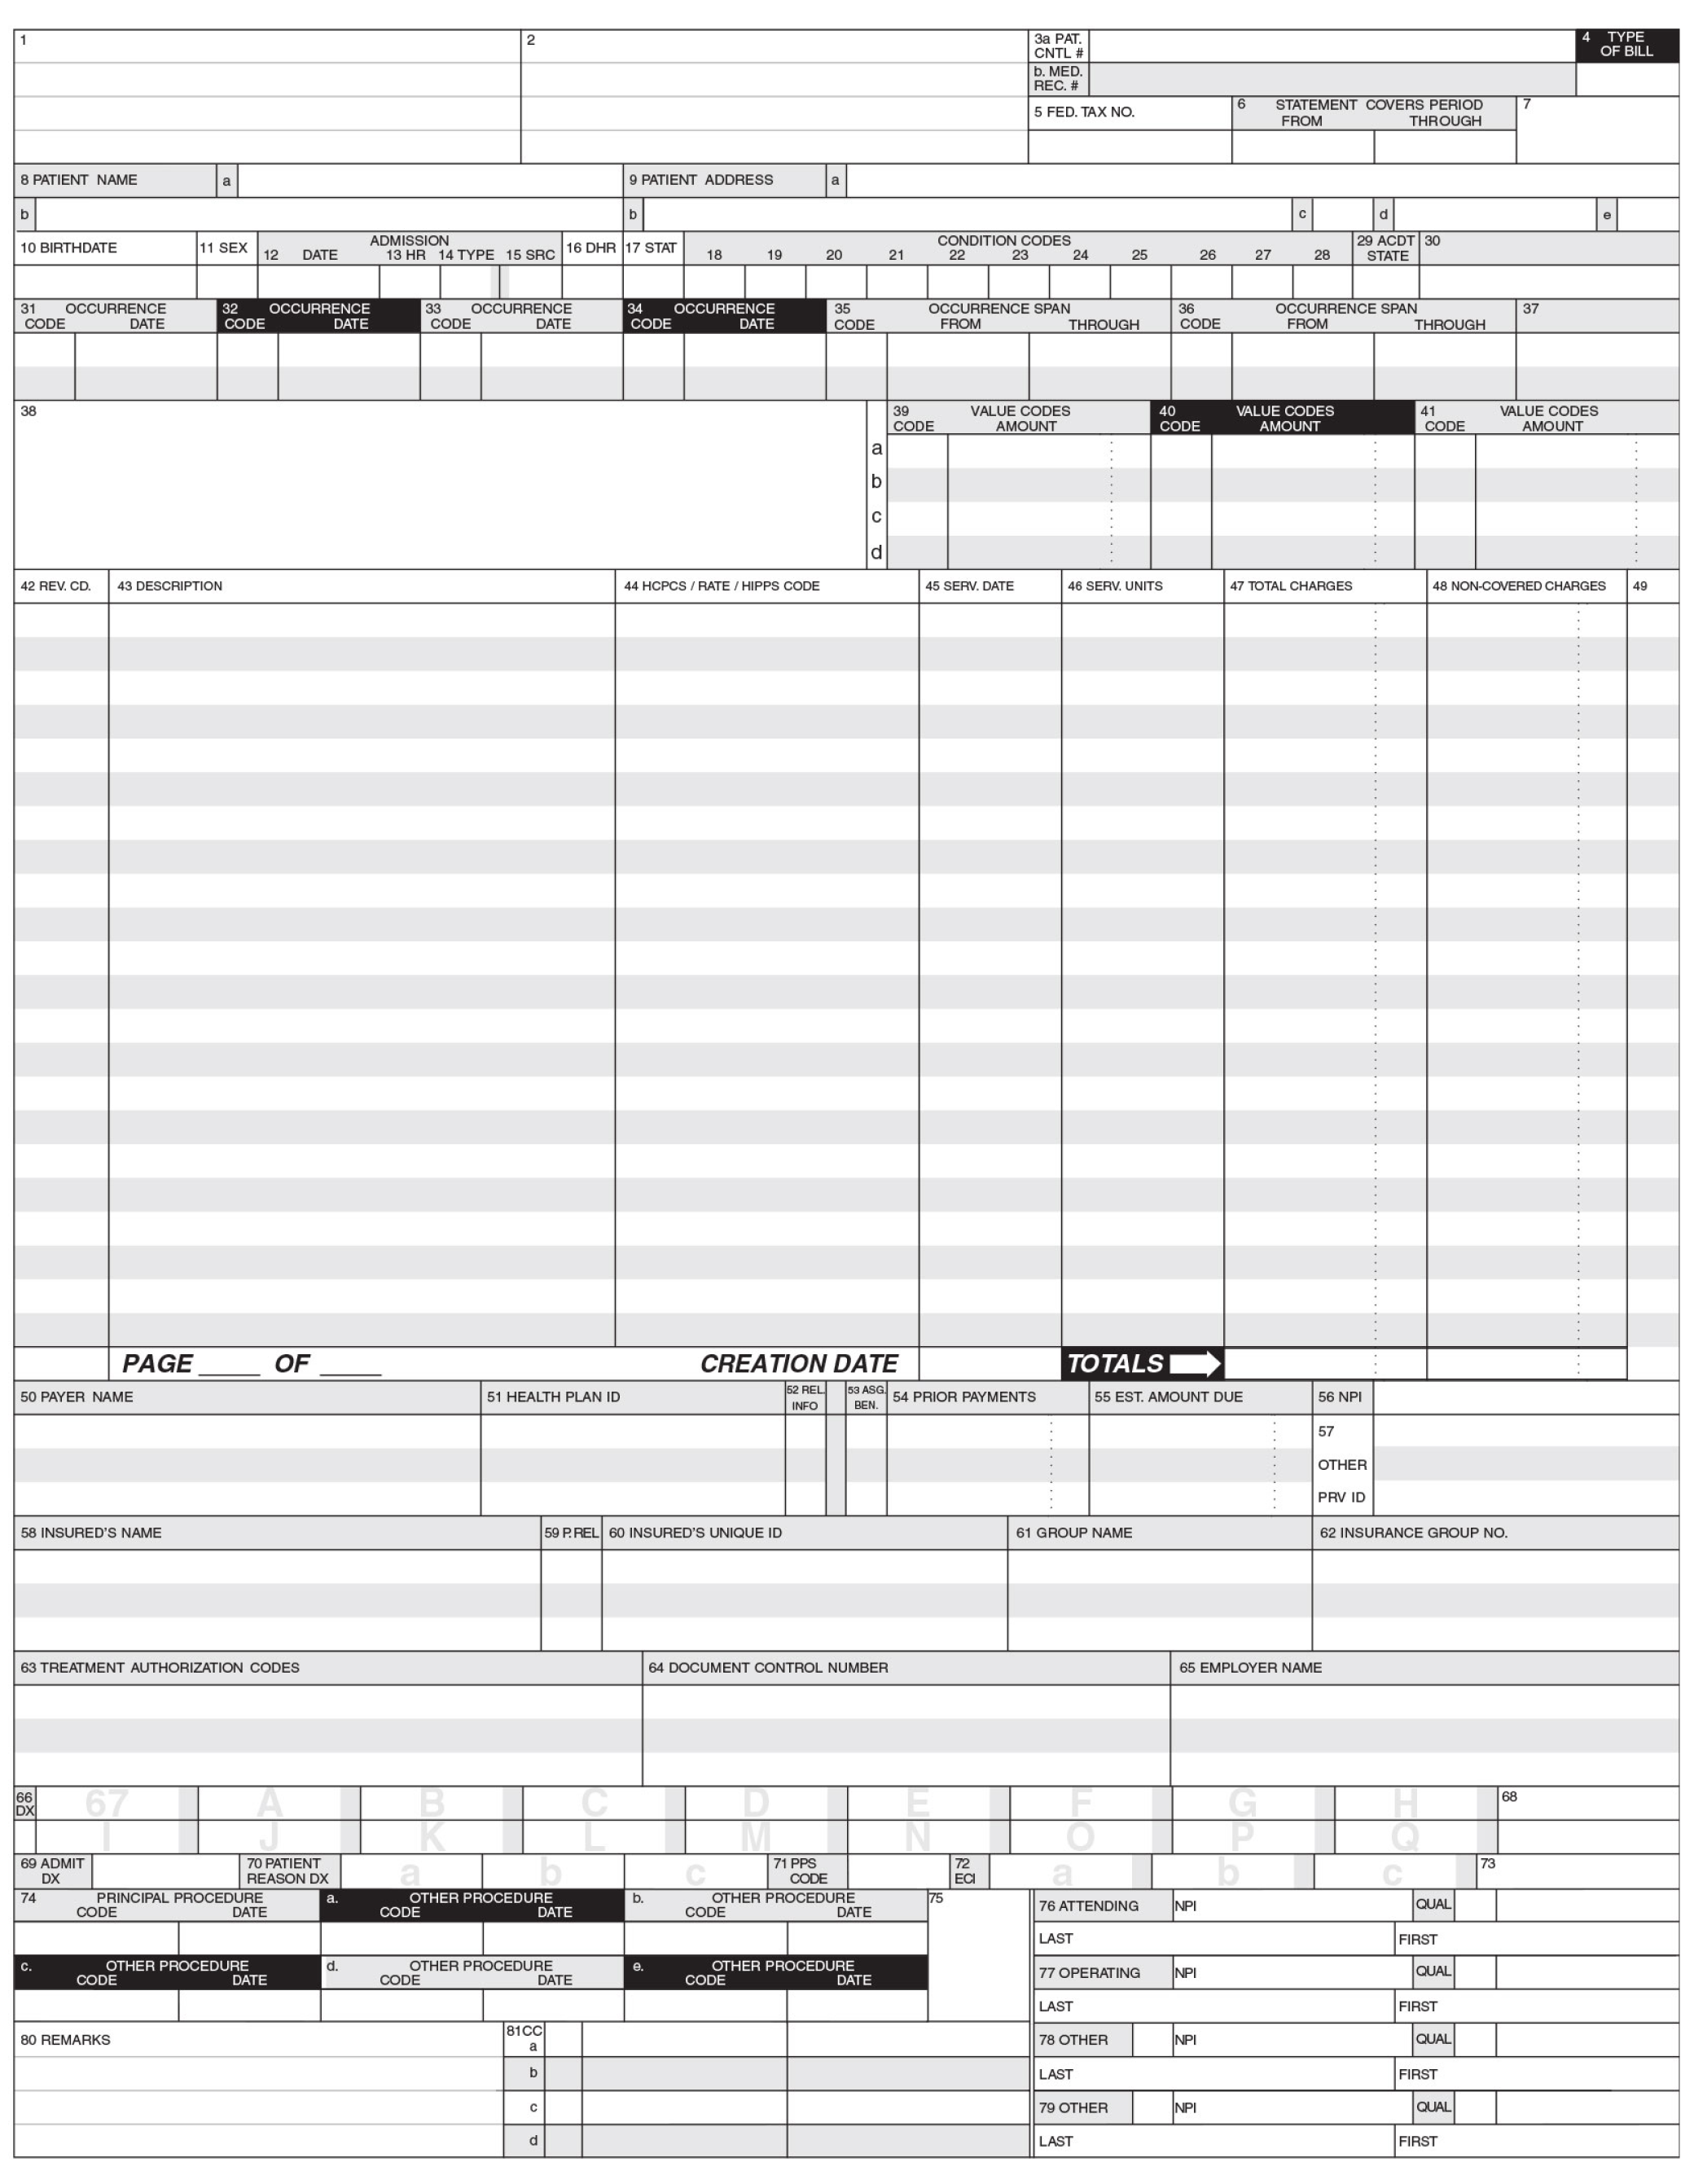 1 2 3a PAT. CNTL # 4 TYPE OF BILL
b. MED. REC. #
5 FED. TAX NO. 6 STATEMENT COVERS PERIOD 7
FROM THROUGH
8 PATIENT NAME a 9 PATIENT ADDRESS a
b b c d e
10 BIRTHDATE 11 SEX ADMISSION 16 DHR 17 STAT CONDITION CODES 29 ACDT STATE 30
12 DATE 13 HR 14 TYPE 15 SRC 18 19 20 21 22 23 24 25 26 27 28
31 OCCURRENCE 32 OCCURRENCE 33 OCCURRENCE 34 OCCURRENCE 35 OCCURRENCE SPAN 36 OCCURRENCE SPAN 37
CODE DATE CODE DATE CODE DATE CODE DATE CODE FROM THROUGH CODE FROM THROUGH
38 39 VALUE CODES 40 VALUE CODES 41 VALUE CODES
CODE AMOUNT CODE AMOUNT CODE AMOUNT
a
b
c
d
42 REV. CD. 43 DESCRIPTION 44 HCPCS / RATE / HIPPS CODE 45 SERV. DATE 46 SERV. UNITS 47 TOTAL CHARGES 48 NON-COVERED CHARGES 49
PAGE _____ OF _____ CREATION DATE TOTALS
50 PAYER NAME 51 HEALTH PLAN ID 52 REL. INFO 53 ASG. BEN. 54 PRIOR PAYMENTS 55 EST. AMOUNT DUE 56 NPI
57
OTHER
PRV ID
58 INSURED'S NAME 59 P. REL 60 INSURED'S UNIQUE ID 61 GROUP NAME 62 INSURANCE GROUP NO.
63 TREATMENT AUTHORIZATION CODES 64 DOCUMENT CONTROL NUMBER 65 EMPLOYER NAME
66 DX 67 A B C D E F G H 68
I J K L M N O P Q
69 ADMIT DX 70 PATIENT REASON DX a b c 71 PPS CODE 72 ECI a b c 73
74 PRINCIPAL PROCEDURE a. OTHER PROCEDURE b. OTHER PROCEDURE 75
CODE DATE CODE DATE CODE DATE
76 ATTENDING NPI QUAL
LAST FIRST
c. OTHER PROCEDURE d. OTHER PROCEDURE e. OTHER PROCEDURE
CODE DATE CODE DATE CODE DATE
77 OPERATING NPI QUAL
LAST FIRST
80 REMARKS 81CC a 78 OTHER NPI QUAL
b LAST FIRST
c 79 OTHER NPI QUAL
d LAST FIRST